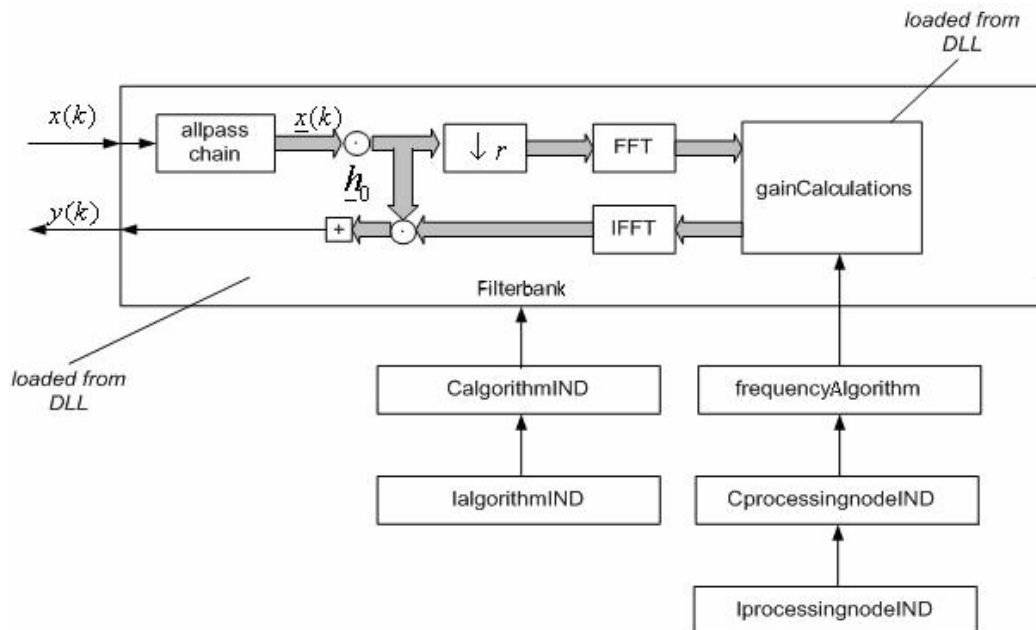 loaded from
DLL
x(k)
allpass
chain
x(k)
·
↓ r
FFT
gainCalculations
h0
y(k)
+
·
IFFT
Filterbank
loaded from
DLL
CalgorithmIND
frequencyAlgorithm
IalgorithmIND
CprocessingnodeIND
IprocessingnodeIND